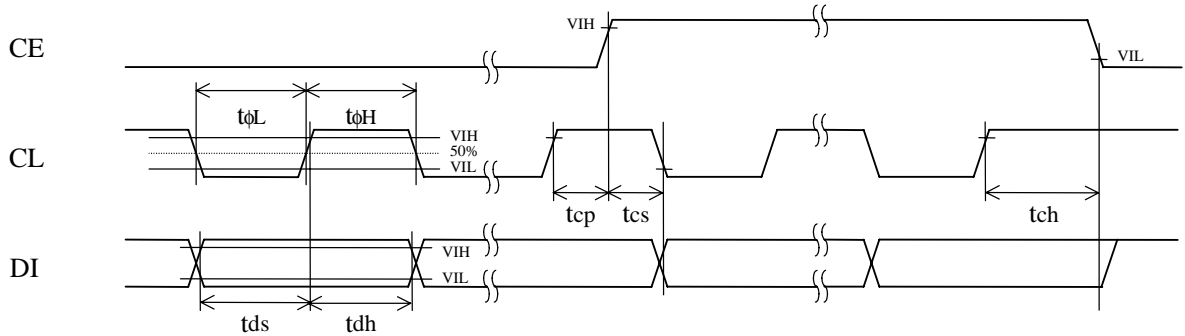 CE
VIH
VIL
tϕL
tϕH
CL
VIH
50%
VIL
tcp
tcs
tch
DI
VIH
VIL
tds
tdh